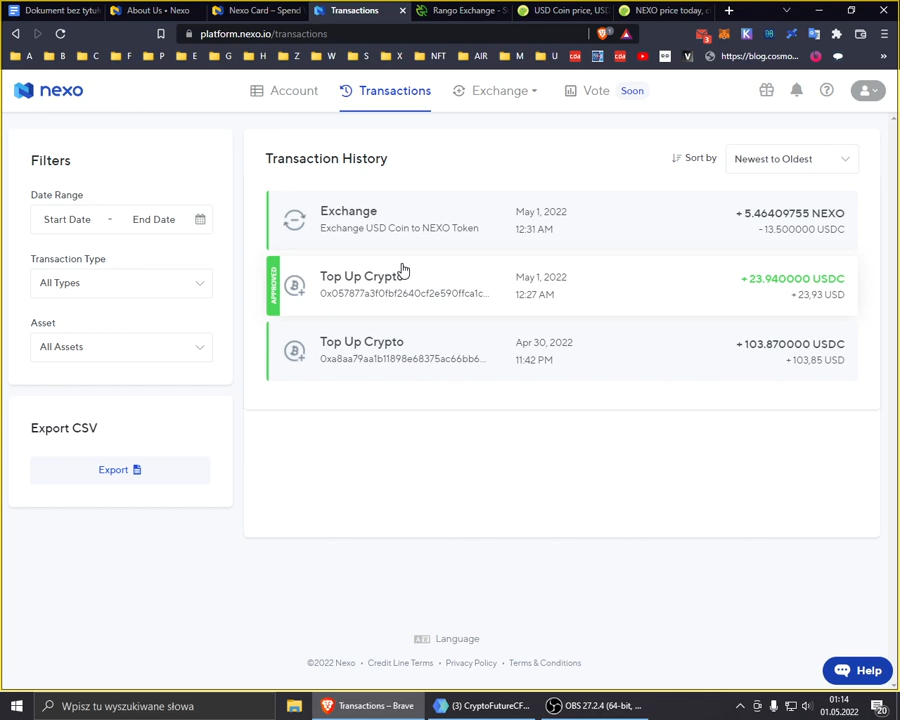 Dokument bez tytuł
About Us • Nexo
Nexo Card – Spend
Transactions
Rango Exchange - S
USD Coin price, USD
NEXO price today,
platform.nexo.io/transactions
3
A
B
C
F
P
E
G
H
Z
W
S
X
NFT
AIR
M
U
https://blog.cosmo...
nexo
Account
Transactions
Exchange
Vote
Soon
Filters
Date Range
Start Date - End Date
Transaction Type
All Types
Asset
All Assets
Export CSV
Export
Transaction History
Sort by
Newest to Oldest
Exchange
Exchange USD Coin to NEXO Token
May 1, 2022
12:31 AM
+ 5.46409755 NEXO
- 13.500000 USDC
APPROVED
Top Up Crypto
0x057877a3f0fbf2640cf2e590ffca1c...
May 1, 2022
12:27 AM
+ 23.940000 USDC
+ 23,93 USD
Top Up Crypto
0xa8aa79aa1b11898e68375ac66bb6...
Apr 30, 2022
11:42 PM
+ 103.870000 USDC
+ 103,85 USD
Language
©2022 Nexo • Credit Line Terms • Privacy Policy • Terms & Conditions
Help
Wpisz tu wyszukiwane słowa
Transactions – Brave
(3) CryptoFutureCF...
OBS 27.2.4 (64-bit, ...
01:14
01.05.2022
20